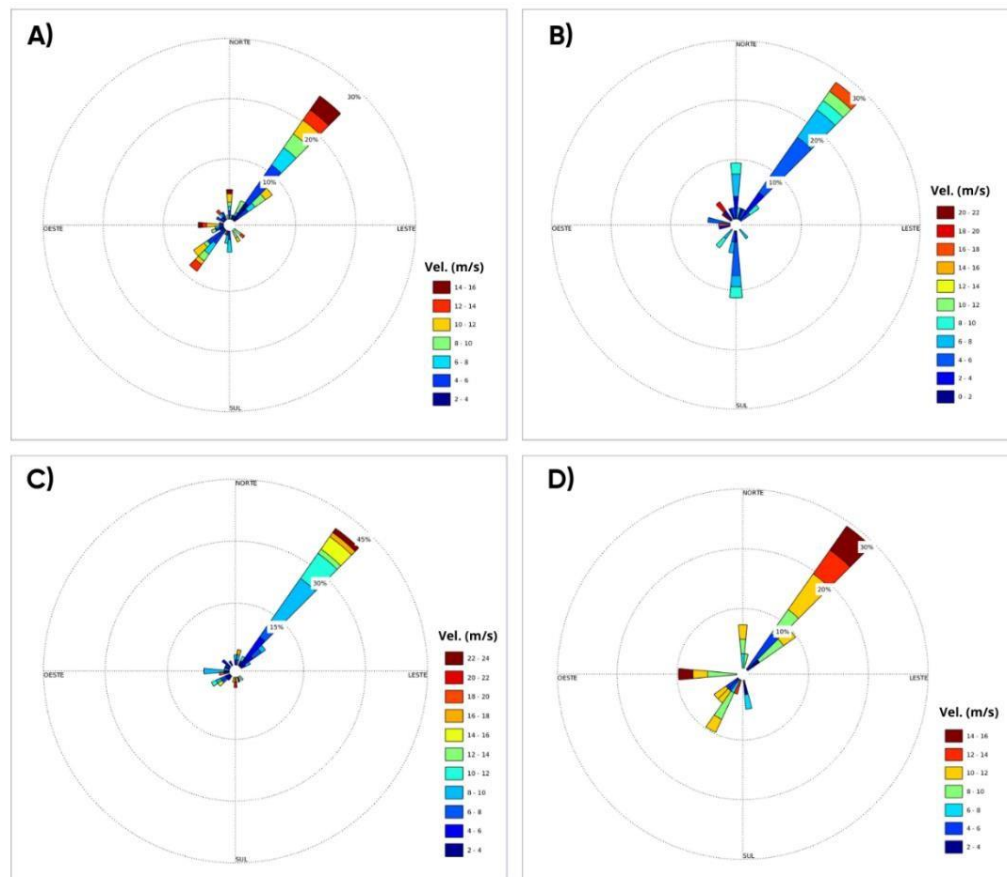 A)
NORTE
30%
20%
10%
OESTE
LESTE
SUL
Vel. (m/s)
14 - 16
12 - 14
10 - 12
8 - 10
6 - 8
4 - 6
2 - 4
B)
NORTE
30%
20%
10%
OESTE
LESTE
SUL
Vel. (m/s)
20 - 22
18 - 20
16 - 18
14 - 16
12 - 14
10 - 12
8 - 10
6 - 8
4 - 6
2 - 4
0 - 2
C)
NORTE
45%
30%
15%
OESTE
LESTE
SUL
Vel. (m/s)
22 - 24
20 - 22
18 - 20
16 - 18
14 - 16
12 - 14
10 - 12
8 - 10
6 - 8
4 - 6
2 - 4
D)
NORTE
30%
20%
10%
OESTE
LESTE
SUL
Vel. (m/s)
14 - 16
12 - 14
10 - 12
8 - 10
6 - 8
4 - 6
2 - 4